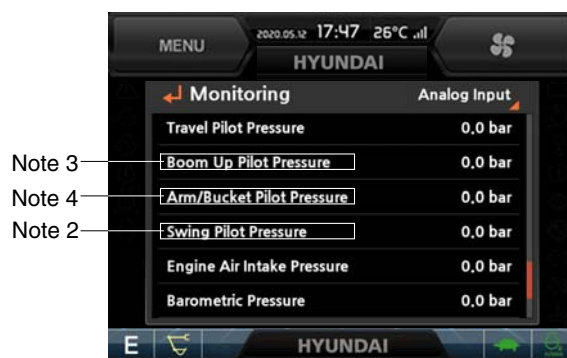 MENU 2020.05.12 17:47 26°C
HYUNDAI
Monitoring Analog Input
Travel Pilot Pressure 0.0 bar
Note 3 Boom Up Pilot Pressure 0.0 bar
Note 4 Arm/Bucket Pilot Pressure 0.0 bar
Note 2 Swing Pilot Pressure 0.0 bar
Engine Air Intake Pressure 0.0 bar
Barometric Pressure 0.0 bar
E HYUNDAI